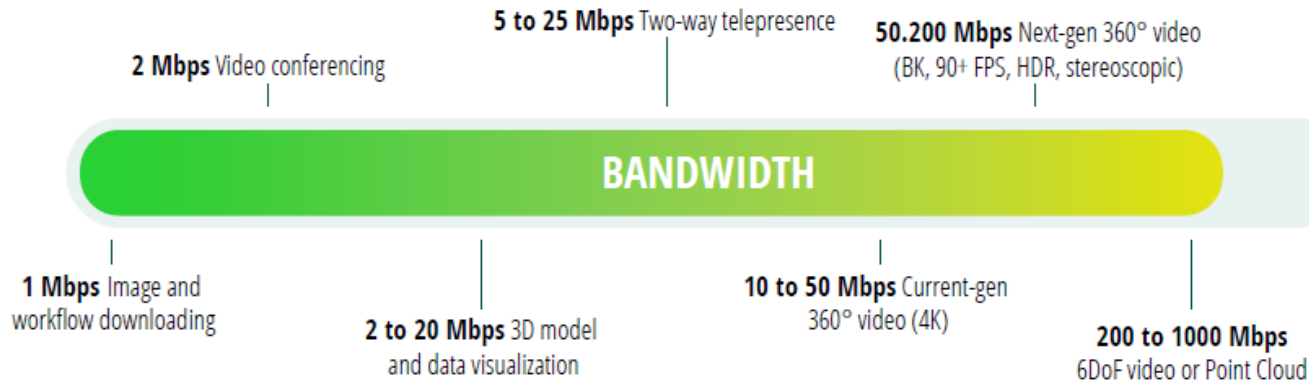 5 to 25 Mbps Two-way telepresence
50.200 Mbps Next-gen 360° video
(BK, 90+ FPS, HDR, stereoscopic)
2 Mbps Video conferencing
BANDWIDTH
1 Mbps Image and
workflow downloading
2 to 20 Mbps 3D model
and data visualization
10 to 50 Mbps Current-gen
360° video (4K)
200 to 1000 Mbps
6DoF video or Point Cloud